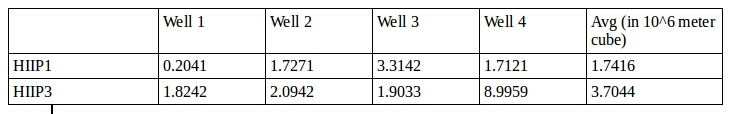 Well 1 Well 2 Well 3 Well 4 Avg (in 10^6 meter
cube)
HIIP1 0.2041 1.7271 3.3142 1.7121 1.7416
HIIP3 1.8242 2.0942 1.9033 8.9959 3.7044